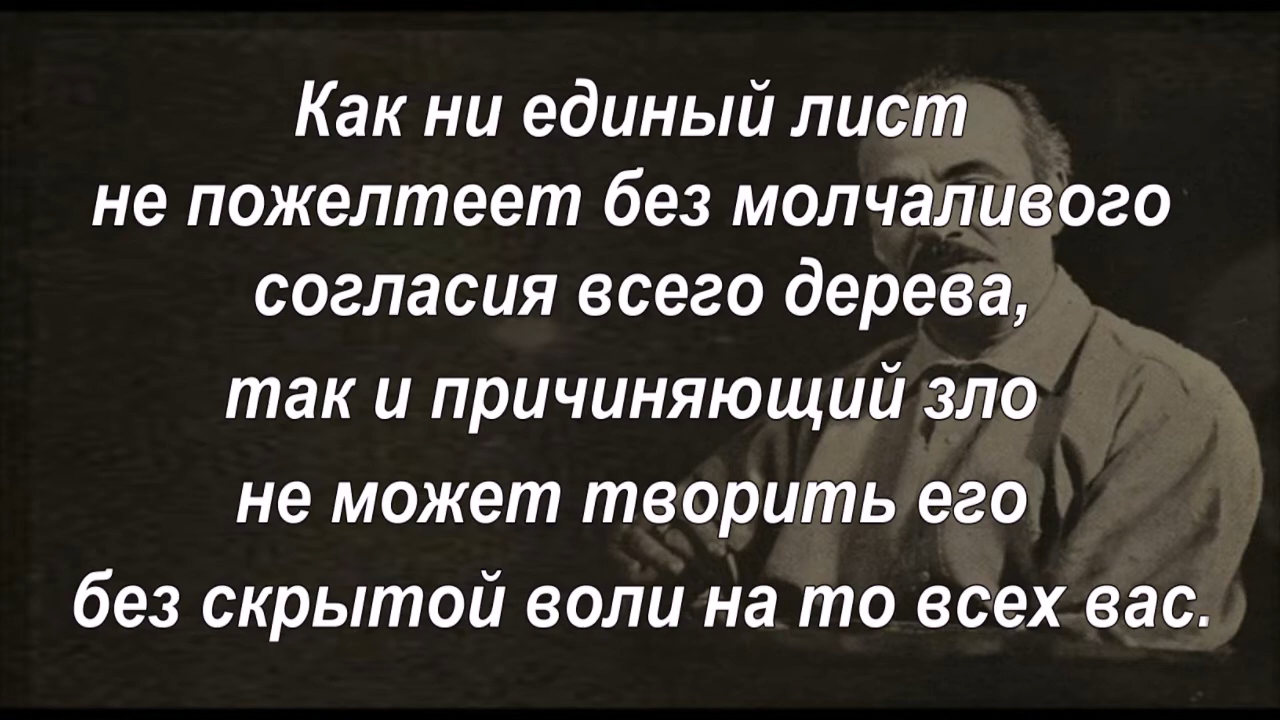 Как ни единый лист
не пожелтеет без молчаливого
согласия всего дерева,
так и причиняющий зло
не может творить его
без скрытой воли на то всех вас.